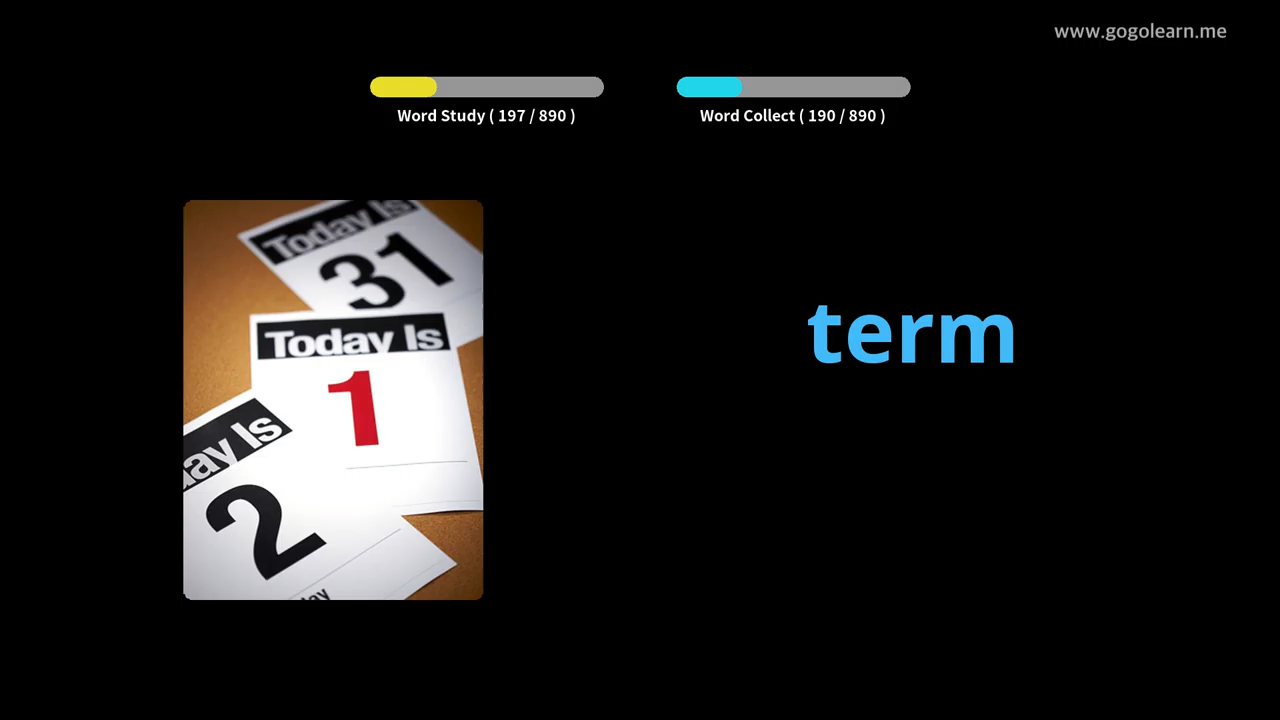 www.gogolearn.me
Word Study ( 197 / 890 )
Word Collect ( 190 / 890 )
Today Is
31
Today Is
1
ay Is
2
term